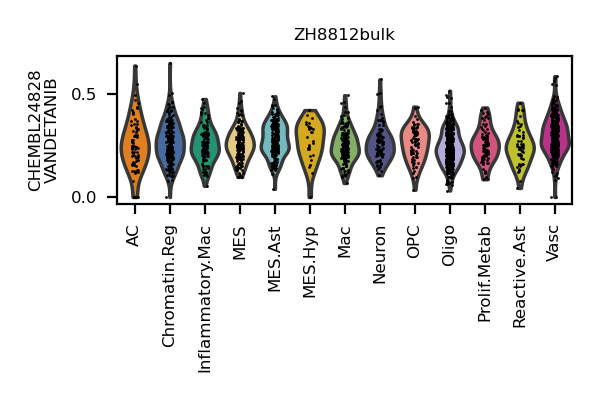 ZH8812bulk
CHEMBL24828
VANDETANIB
0.5
0.0
AC
Chromatin.Reg
Inflammatory.Mac
MES
MES.Ast
MES.Hyp
Mac
Neuron
OPC
Oligo
Prolif.Metab
Reactive.Ast
Vasc